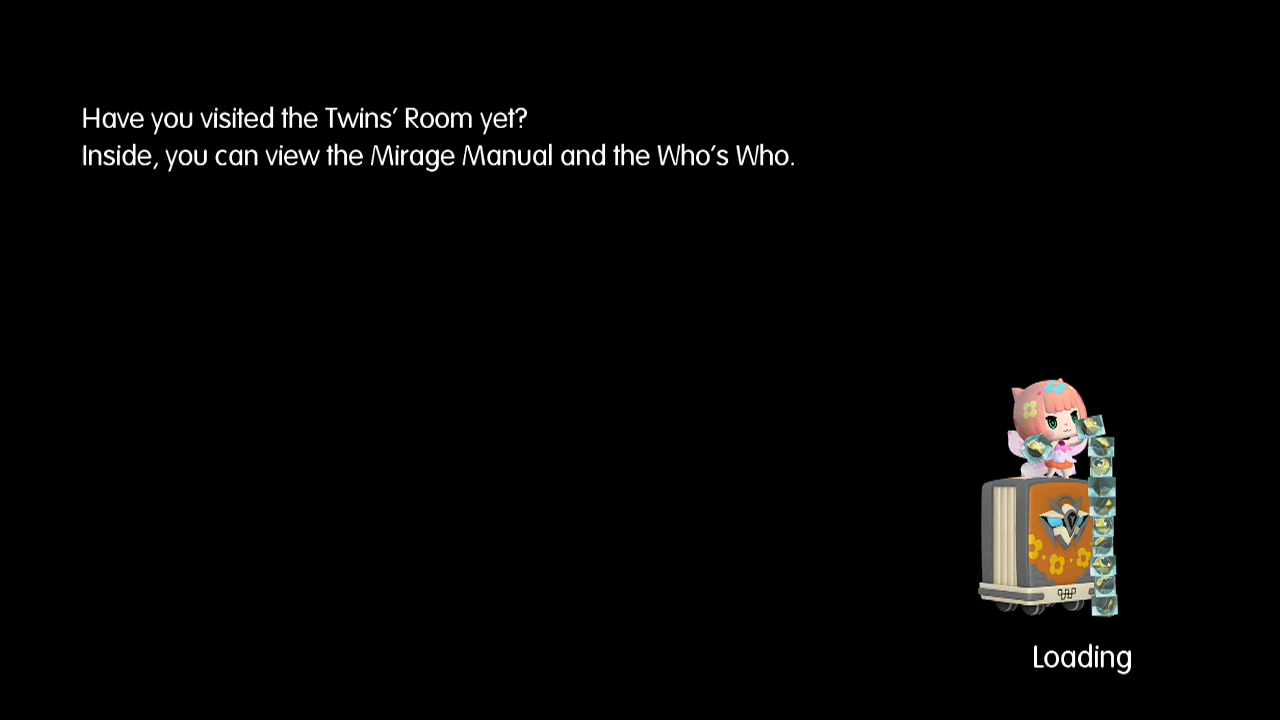 Have you visited the Twins’ Room yet?
Inside, you can view the Mirage Manual and the Who’s Who.
Loading